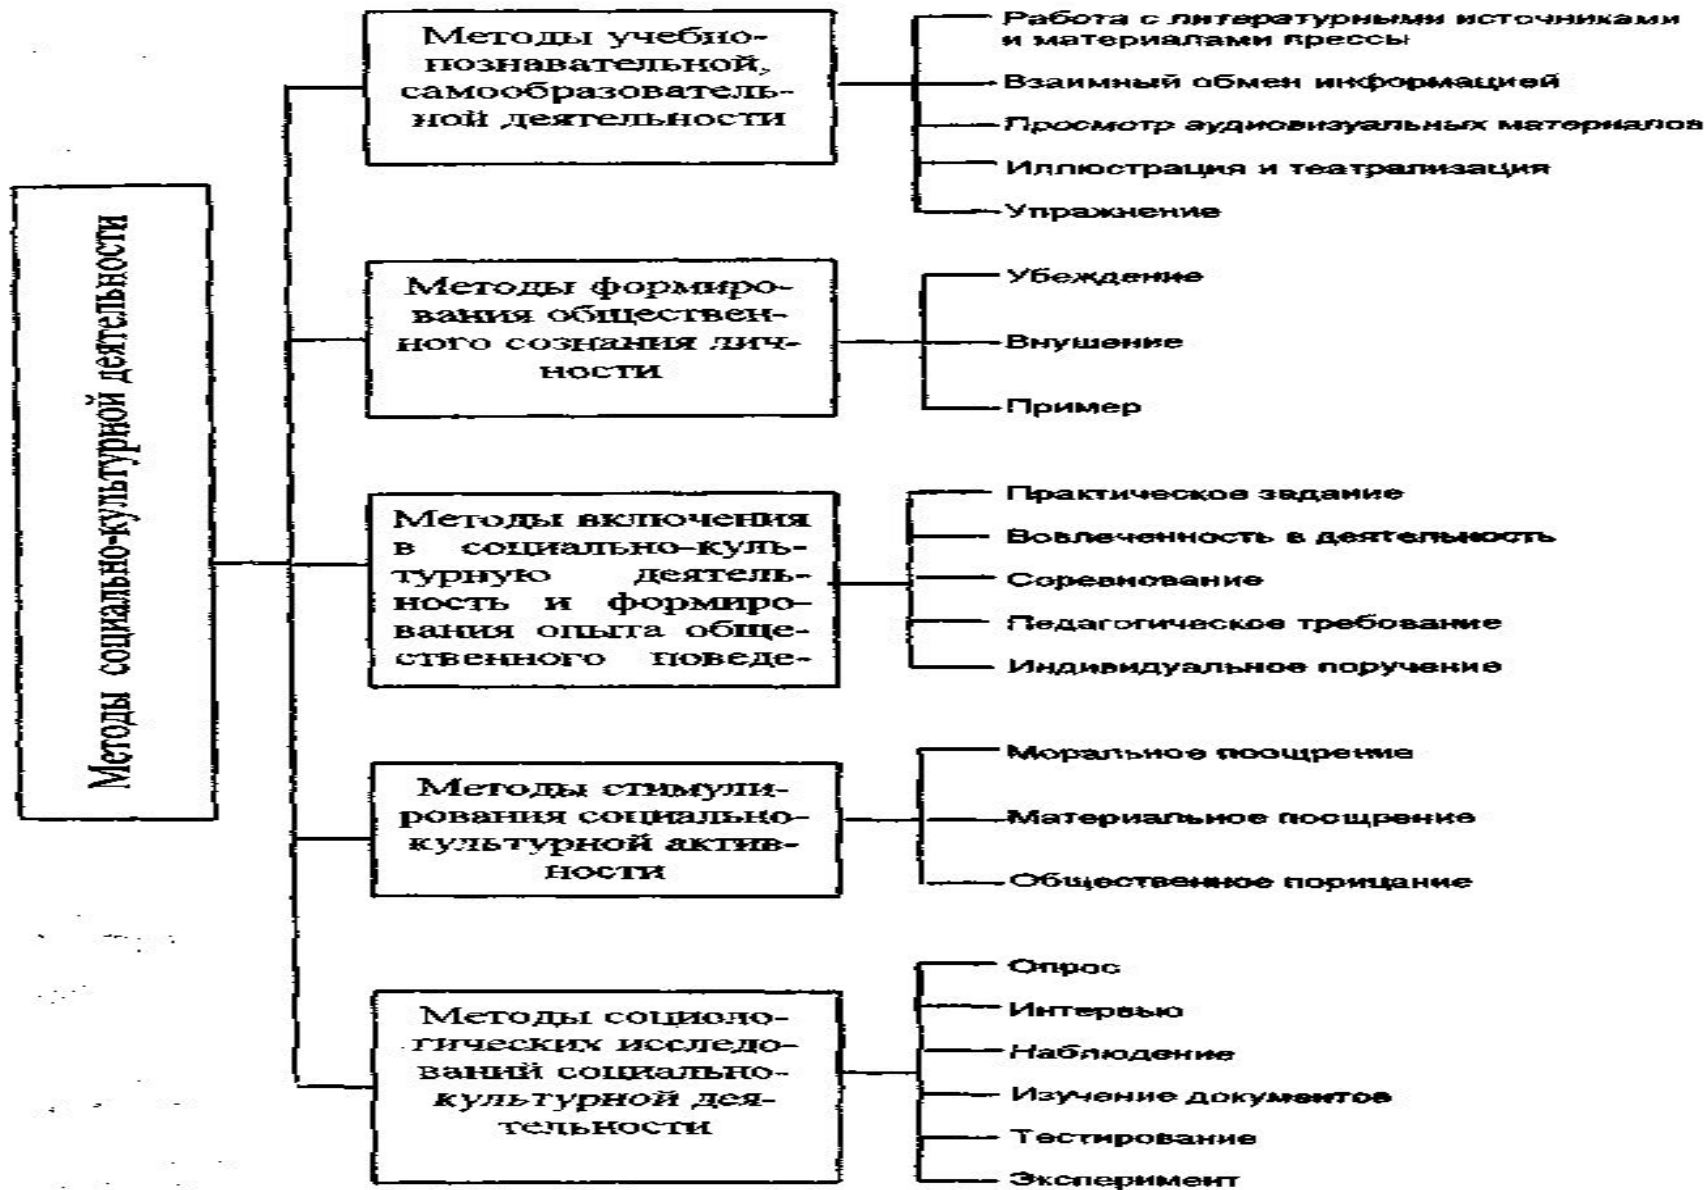 Методы социально-культурной деятельности
Методы учебно-
познавательной,
самообразователь-
ной деятельности
Работа с литературными источниками
и материалами прессы
Взаимный обмен информацией
Просмотр аудиовизуальных материалов
Иллюстрация и театрализация
Упражнение
Методы формиро-
вания обществен-
ного сознания лич-
ности
Убеждение
Внушение
Пример
Методы включения
в социально-куль-
турную деятель-
ность и формиро-
вания опыта обще-
ственного поведе-
Практическое задание
Вовлеченность в деятельность
Соревнование
Педагогическое требование
Индивидуальное поручение
Методы стимули-
рования социально-
культурной актив-
ности
Моральное поощрение
Материальное поощрение
Общественное порицание
Методы социоло-
гических исследо-
ваний социально-
культурной дея-
тельности
Опрос
Интервью
Наблюдение
Изучение документов
Тестирование
Эксперимент